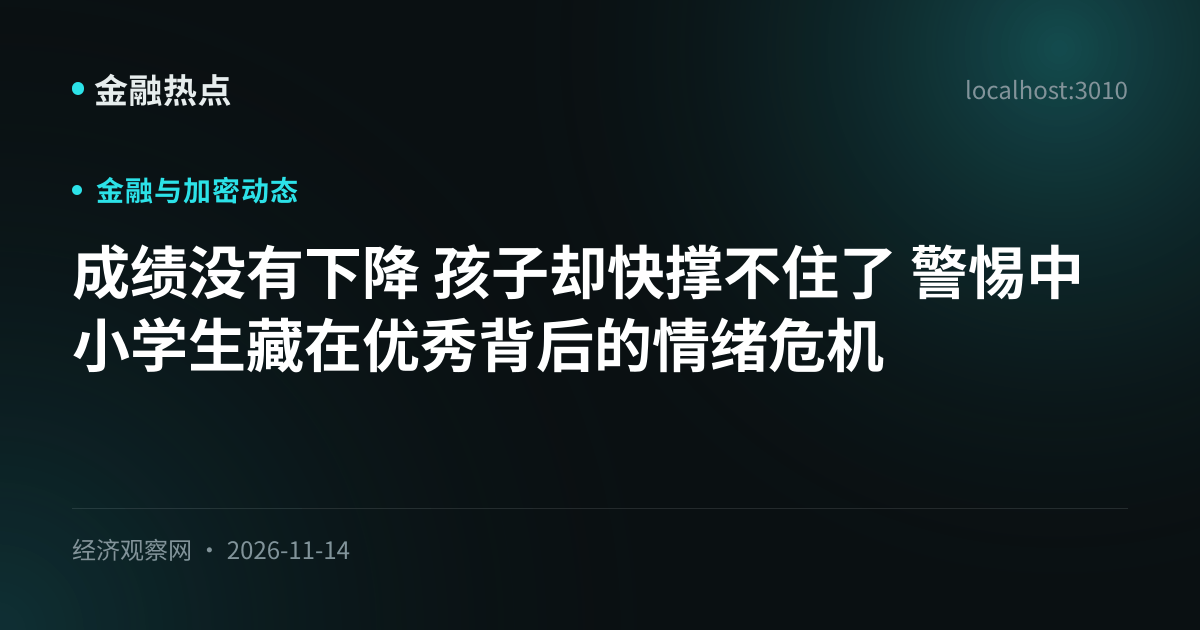 金融热点
localhost:3010
金融与加密动态
成绩没有下降 孩子却快撑不住了 警惕中
小学生藏在优秀背后的情绪危机
经济观察网 · 2026-11-14